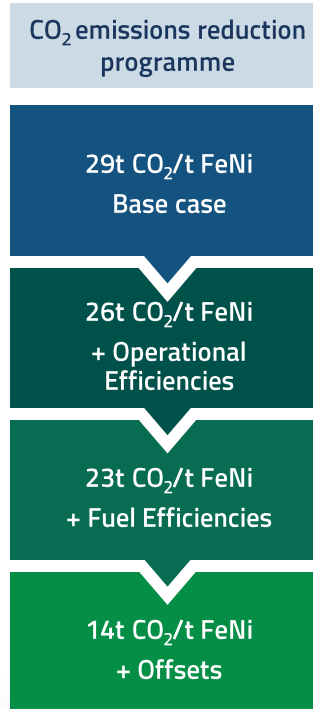 CO₂ emissions reduction
programme
29t CO₂/t FeNi
Base case
26t CO₂/t FeNi
+ Operational
Efficiencies
23t CO₂/t FeNi
+ Fuel Efficiencies
14t CO₂/t FeNi
+ Offsets